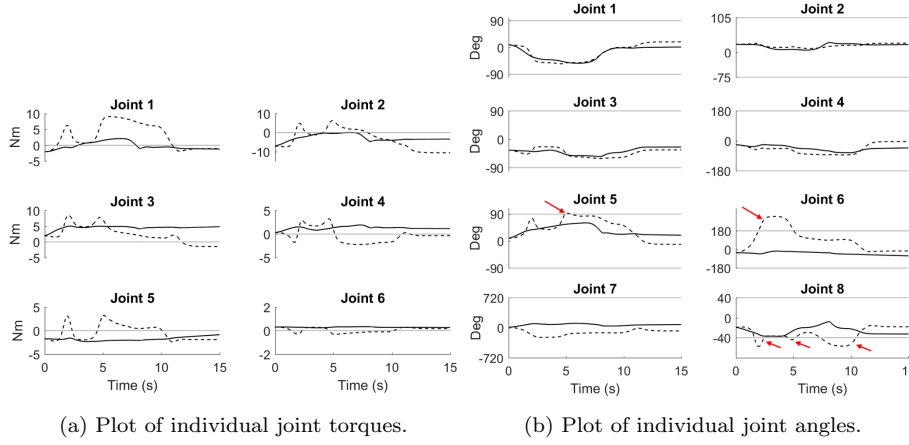 Joint 1
Joint 2
10
5
0
-5
Nm
10
0
-10
Joint 3
Joint 4
10
5
0
-5
Nm
5
0
-5
Joint 5
Joint 6
5
0
-5
Nm
2
0
-2
0 5 10 15
0 5 10 15
Time (s)
Time (s)
(a) Plot of individual joint torques.
Joint 1
Joint 2
90
-90
Deg
105
-75
Joint 3
Joint 4
90
0
-90
Deg
180
0
-180
Joint 5
Joint 6
90
0
-90
Deg
180
0
-180
Joint 7
Joint 8
720
0
-720
Deg
40
0
-40
0 5 10 15
0 5 10 15
Time (s)
Time (s)
(b) Plot of individual joint angles.